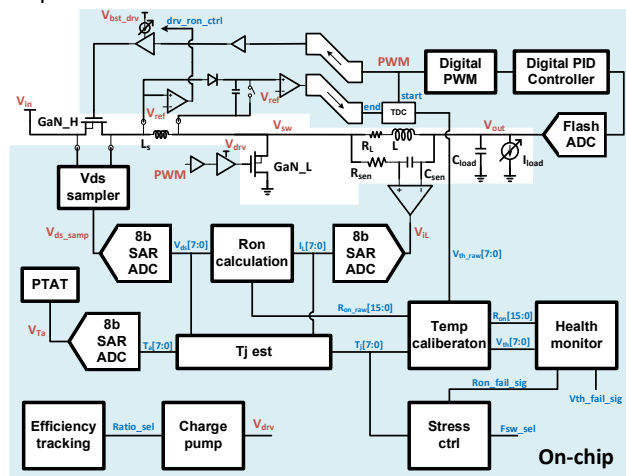 V_bst_drv
drv_ron_ctrl
PWM
Digital PWM
Digital PID Controller
V_in
GaN_H
V_ref
V_ref
end
start
TDC
L_s
V_sw
V_out
Flash ADC
R_L
L
PWM
V_drv
GaN_L
R_sen
C_sen
C_load
I_load
Vds sampler
V_ds_samp
8b SAR ADC
V_ds[7:0]
Ron calculation
I_L[7:0]
8b SAR ADC
V_iL
V_th_raw[7:0]
PTAT
V_Ta
8b SAR ADC
T_a[7:0]
Tj est
R_on_raw[15:0]
T_j[7:0]
Temp caliberaton
R_on[15:0]
V_th[7:0]
Health monitor
Ron_fail_sig
Vth_fail_sig
Efficiency tracking
Ratio_sel
Charge pump
V_drv
Stress ctrl
Fsw_sel
On-chip